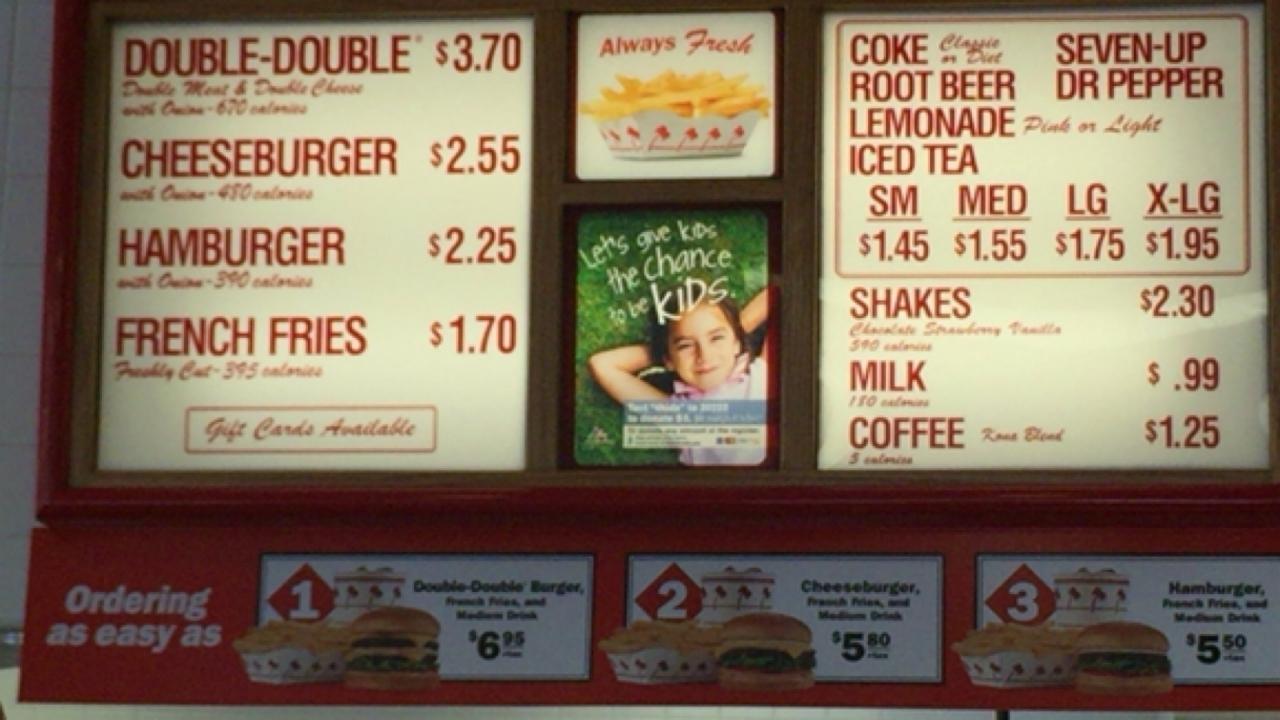 DOUBLE-DOUBLE® $3.70
Double Meat & Double Cheese
with Onion-670 calories
CHEESEBURGER $2.55
with Onion-480 calories
HAMBURGER $2.25
with Onion-390 calories
FRENCH FRIES $1.70
Freshly Cut-395 calories
Gift Cards Available
Always Fresh
Let's give kids
the chance
to be kids.
COKE Classic or Diet SEVEN-UP
ROOT BEER DR PEPPER
LEMONADE Pink or Light
ICED TEA
SM MED LG X-LG
$1.45 $1.55 $1.75 $1.95
SHAKES $2.30
Chocolate Strawberry Vanilla
590 calories
MILK $ .99
180 calories
COFFEE Kona Blend $1.25
5 calories
Ordering
as easy as
1
Double-Double® Burger,
French Fries, and
Medium Drink
$6.95
+tax
2
Cheeseburger,
French Fries, and
Medium Drink
$5.80
+tax
3
Hamburger,
French Fries, and
Medium Drink
$5.50
+tax